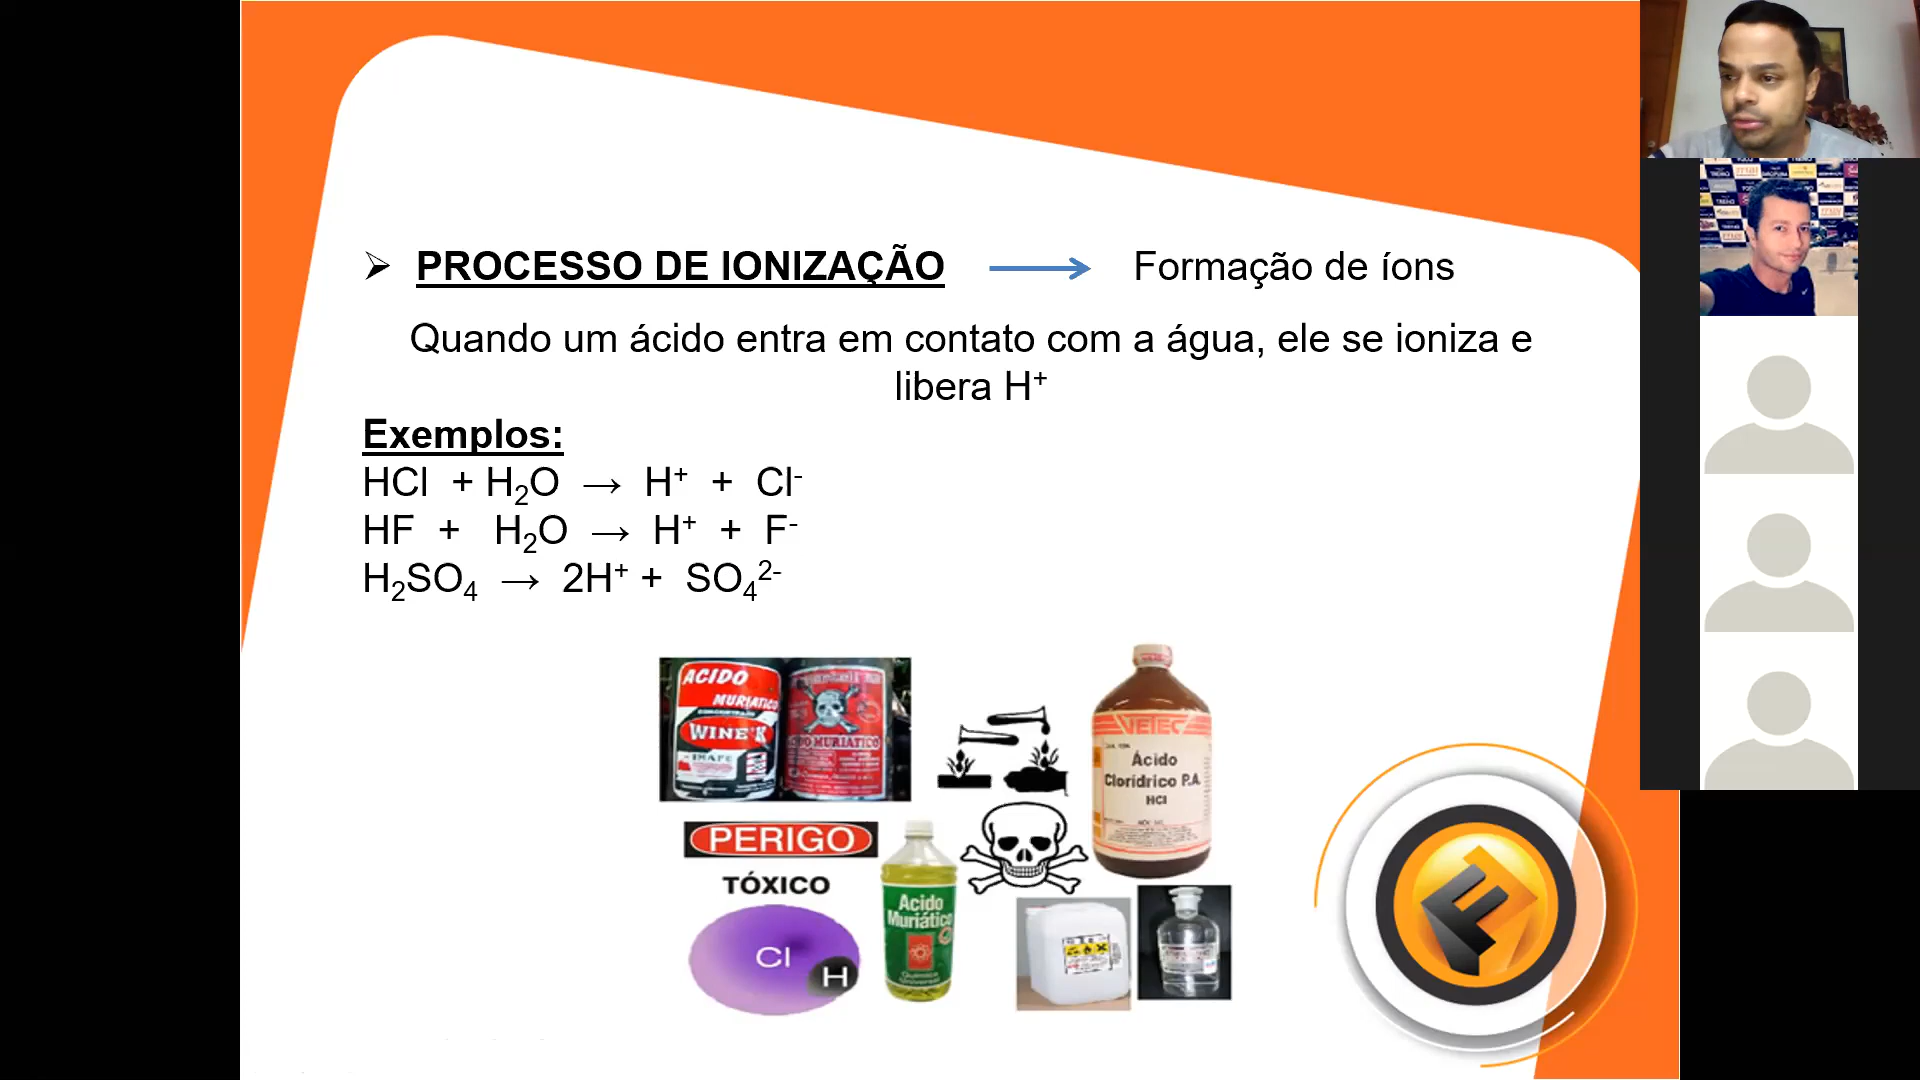 ➢ PROCESSO DE IONIZAÇÃO → Formação de íons
Quando um ácido entra em contato com a água, ele se ioniza e
libera H⁺
Exemplos:
HCl + H₂O → H⁺ + Cl⁻
HF + H₂O → H⁺ + F⁻
H₂SO₄ → 2H⁺ + SO₄²⁻
ACIDO
MURIATICO
WINE'K
MURIATICO
VETEC
Ácido
Clorídrico P.A.
HCl
PERIGO
TÓXICO
Cl
H
Acido
Muriático